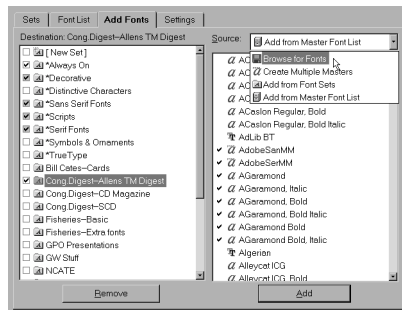 Sets Font List Add Fonts Settings
Destination: Cong.Digest–Allens TM Digest
[ New Set ]
*Always On
*Decorative
*Distinctive Characters
*Sans Serif Fonts
*Scripts
*Serif Fonts
*Symbols & Ornaments
*TrueType
Bill Cates–Cards
Cong.Digest–Allens TM Digest
Cong.Digest–CD Magazine
Cong.Digest–SCD
Fisheries–Basic
Fisheries–Extra fonts
GPO Presentations
GW Stuff
NCATE
Remove
Source: Add from Master Font List
Browse for Fonts
Create Multiple Masters
Add from Font Sets
Add from Master Font List
ACaslon Regular, Bold
ACaslon Regular, Bold Italic
AdLib BT
AdobeSanMM
AdobeSerMM
AGaramond
AGaramond, Italic
AGaramond, Bold
AGaramond, Bold Italic
AGaramond Bold
AGaramond Bold, Italic
Algerian
Alleycat ICG
Alleycat ICG, Bold
Add